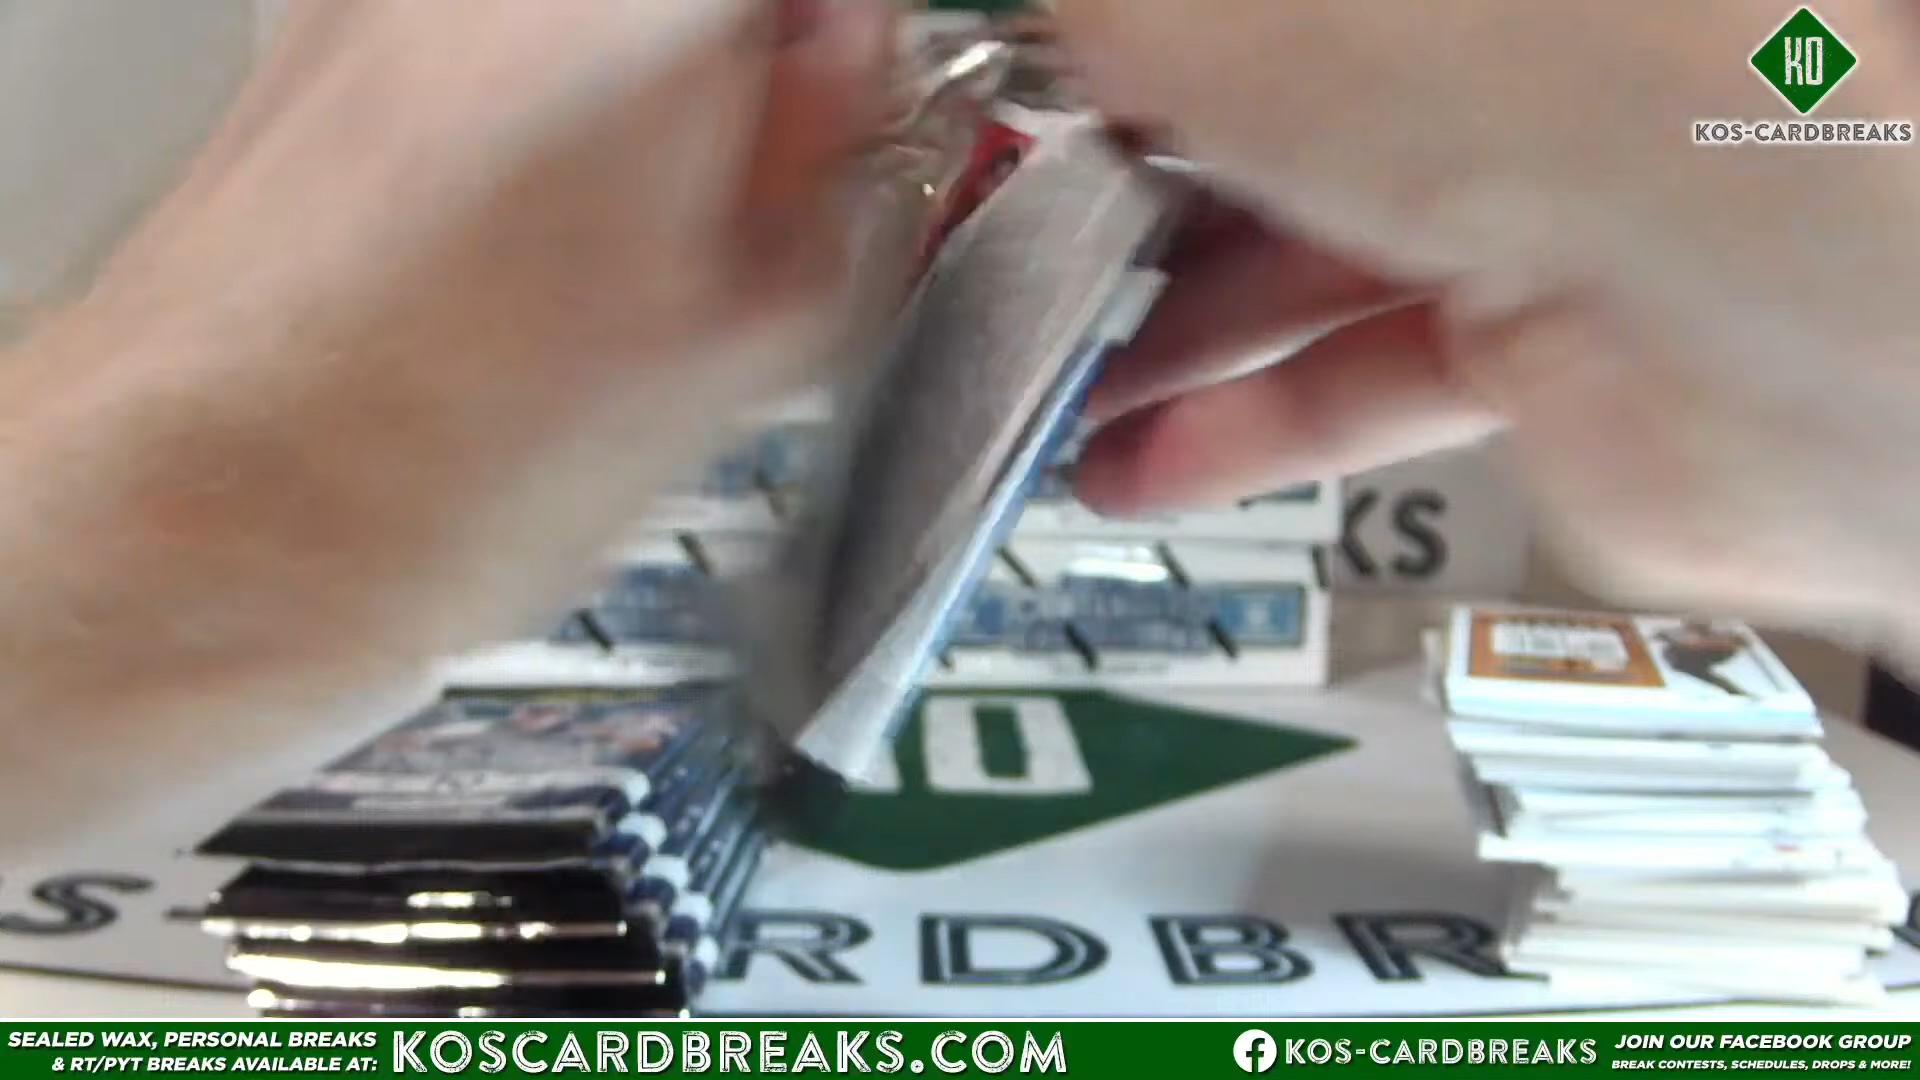 KO
KOS-CARDBREAKS
KS
O
S-
RDBR
SEALED WAX, PERSONAL BREAKS
& RT/PYT BREAKS AVAILABLE AT:
KOSCARDBREAKS.COM
KOS-CARDBREAKS
JOIN OUR FACEBOOK GROUP
BREAK CONTESTS, SCHEDULES, DROPS & MORE!